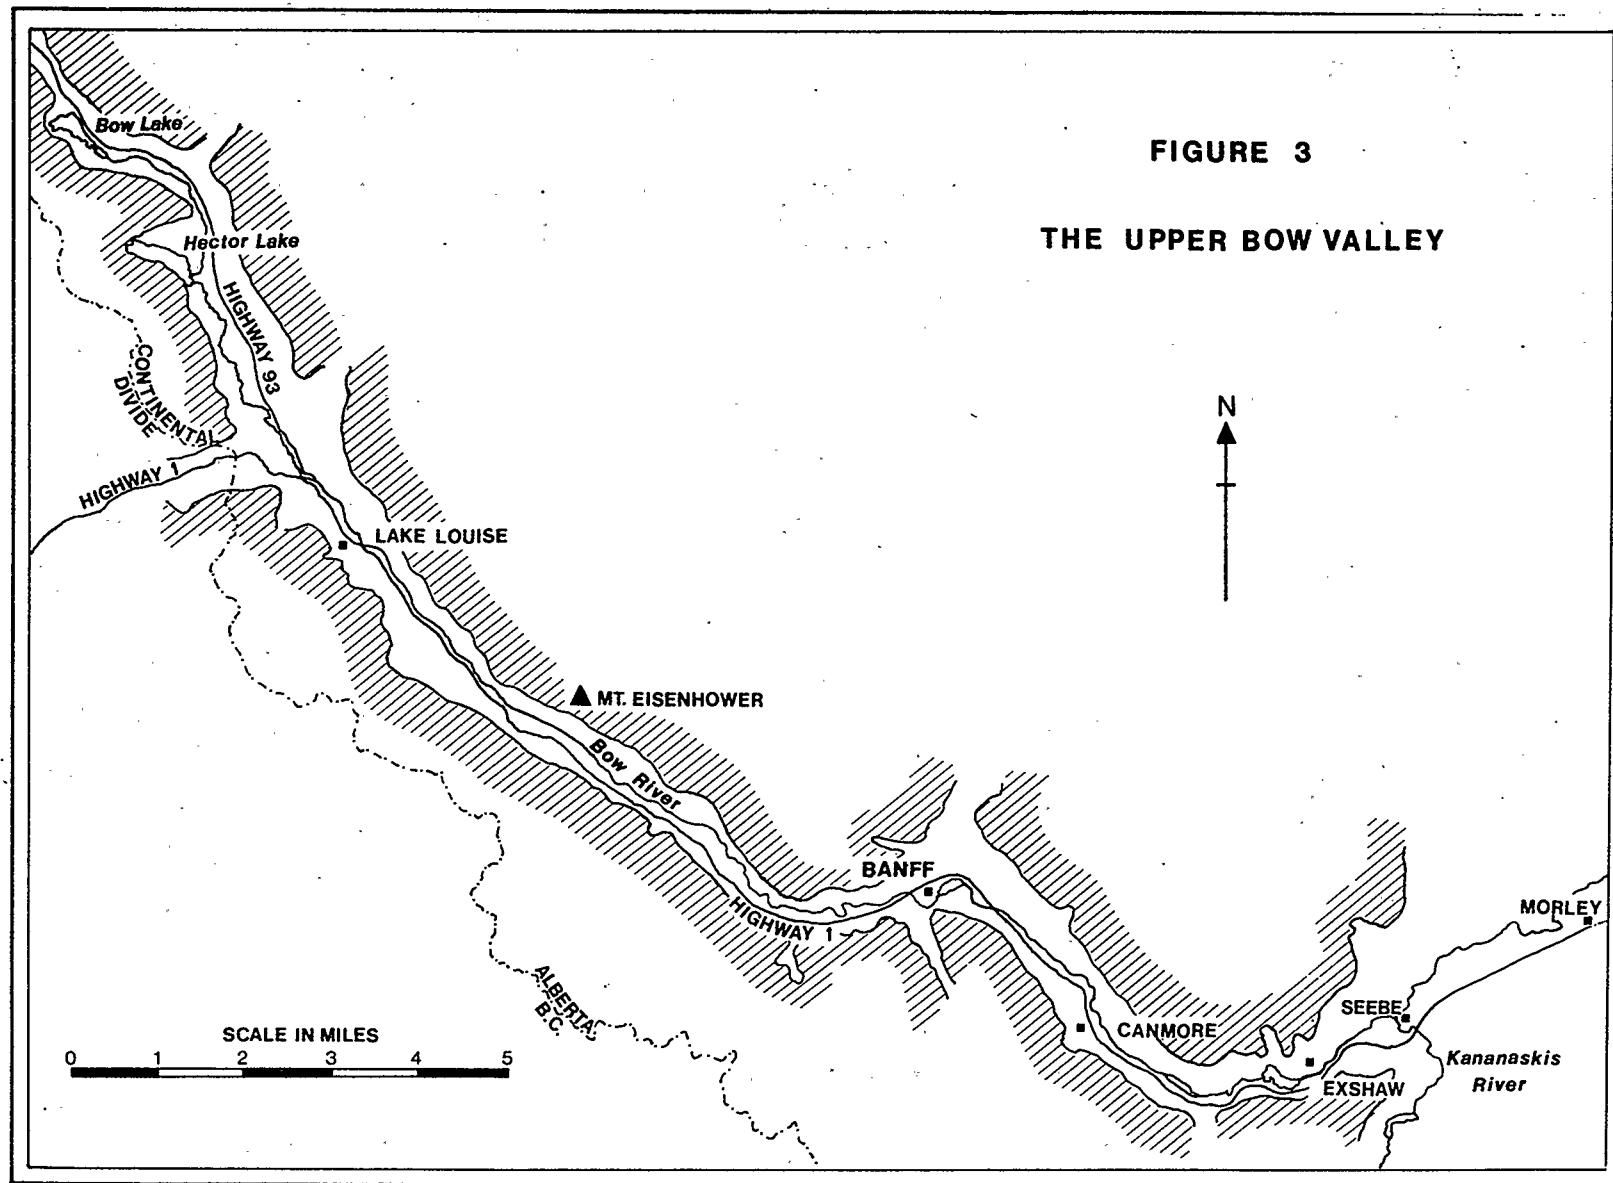 FIGURE 3
THE UPPER BOW VALLEY
Bow Lake
Hector Lake
HIGHWAY 93
CONTINENTAL
DIVIDE
HIGHWAY 1
N
LAKE LOUISE
MT. EISENHOWER
Bow River
BANFF
HIGHWAY 1
MORLEY
SEEBE
CANMORE
Kananaskis
River
EXSHAW
ALBERTA
B.C.
SCALE IN MILES
0 1 2 3 4 5